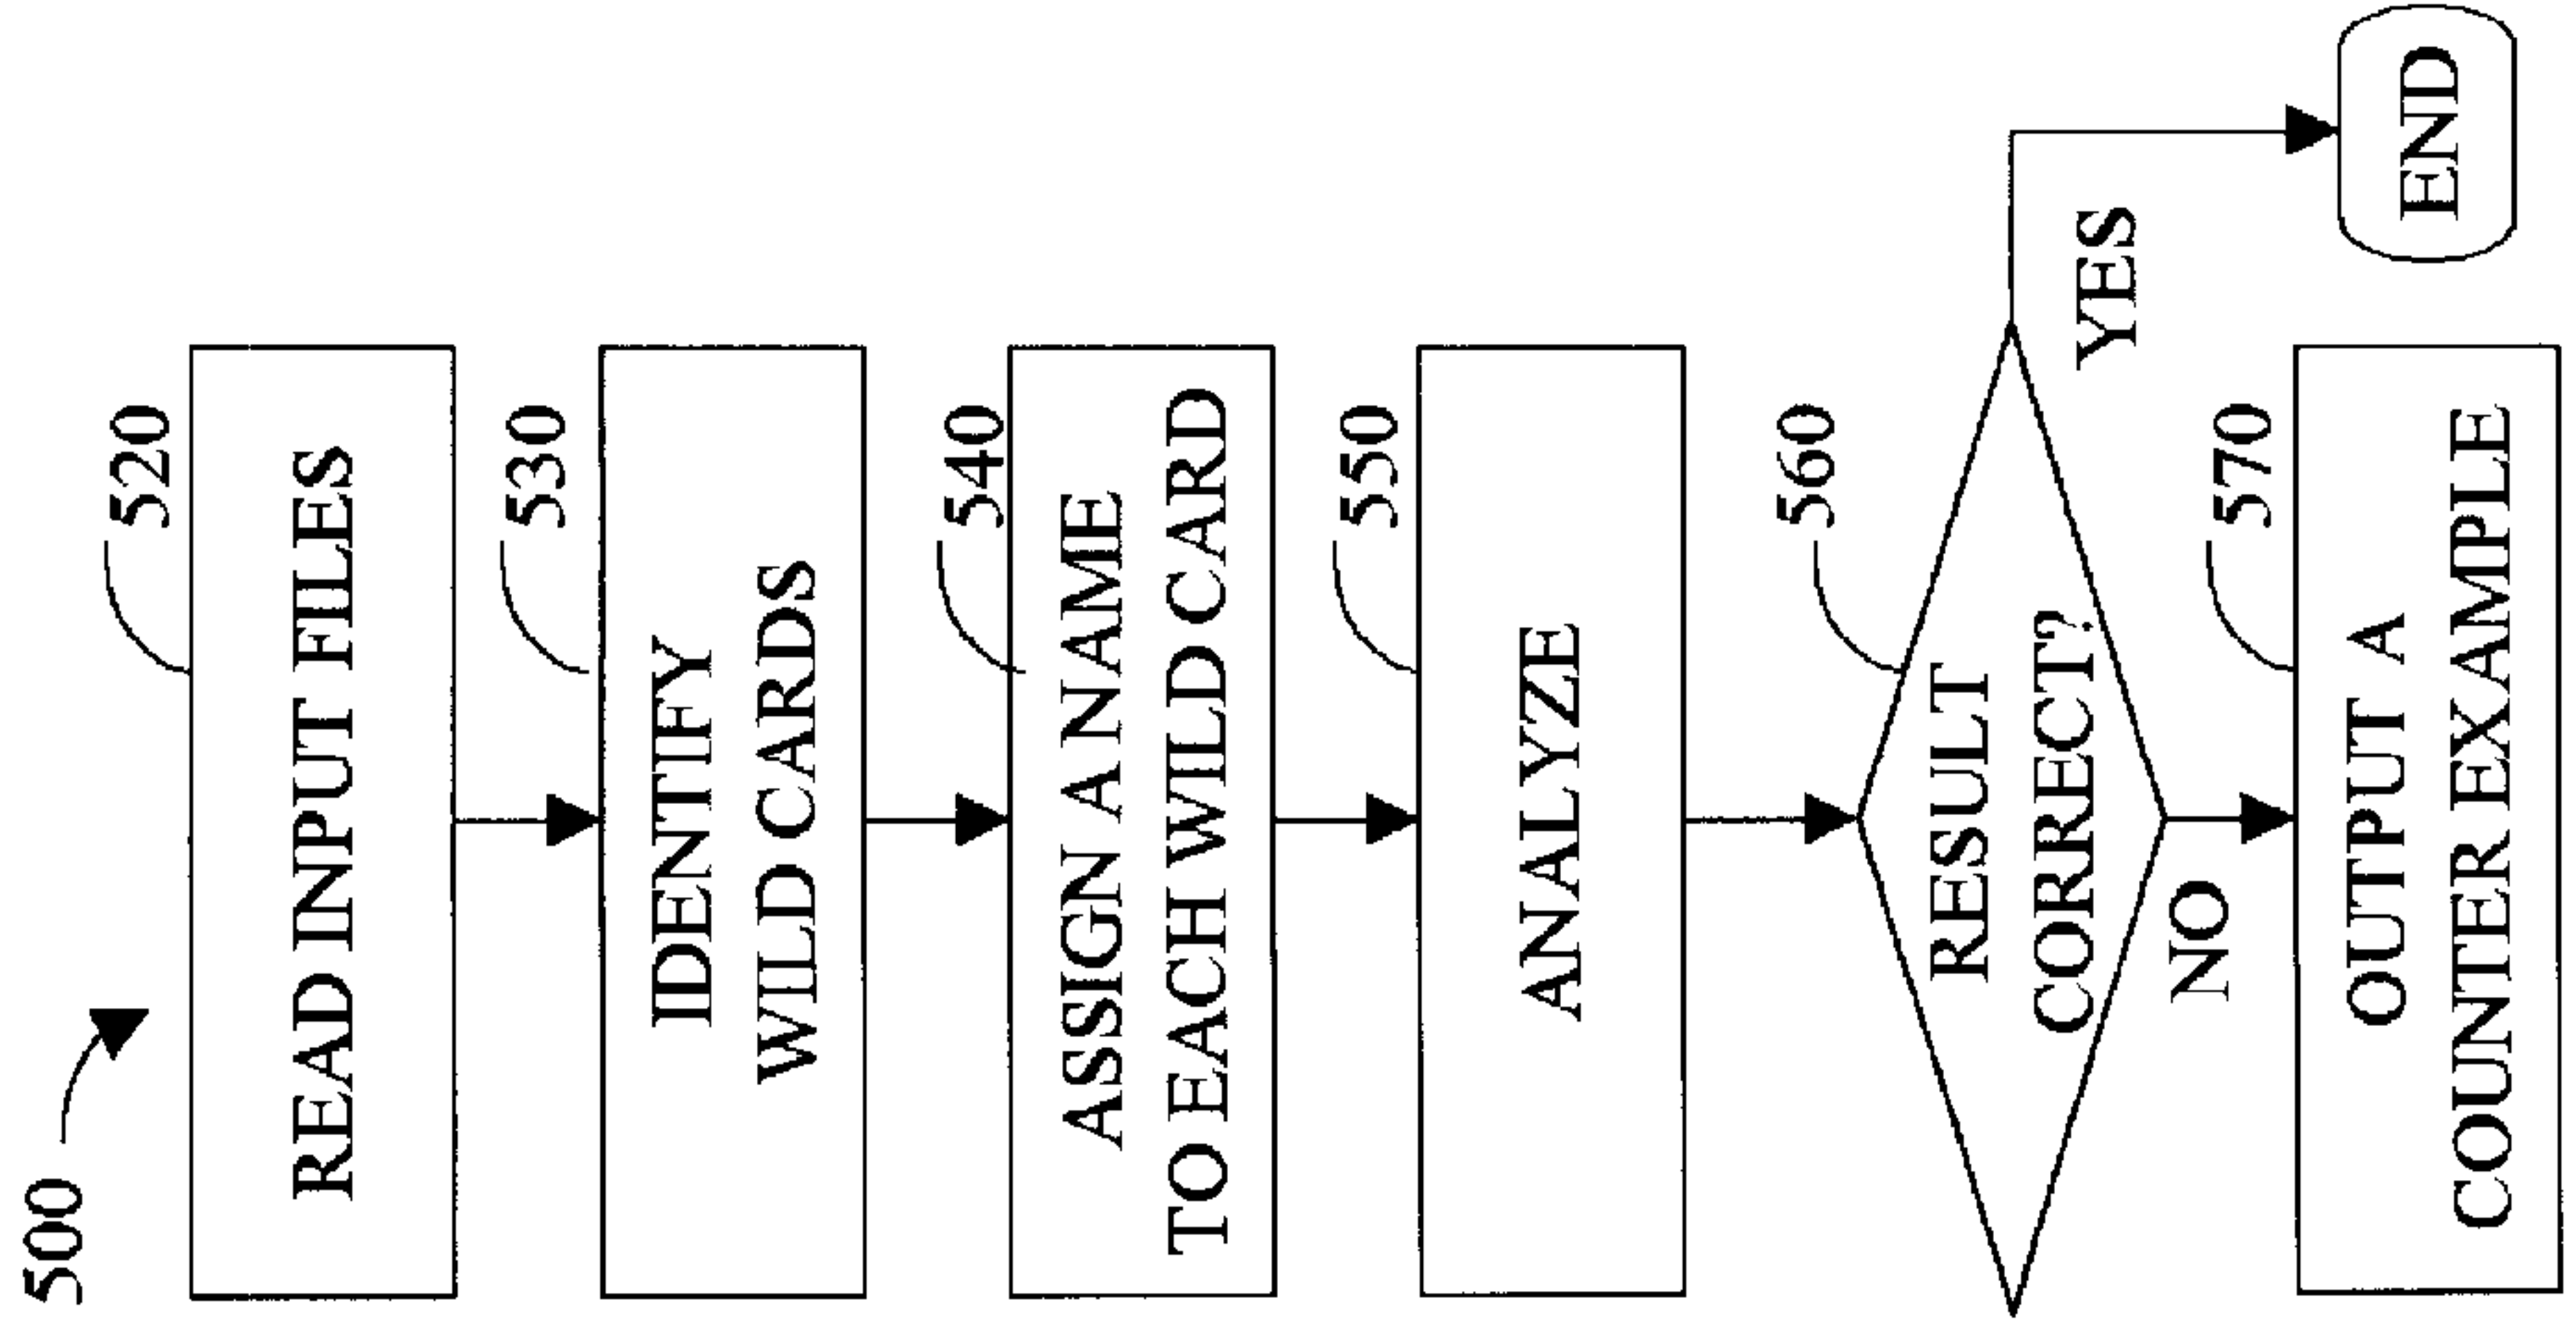 500
520
READ INPUT FILES
530
IDENTIFY
WILD CARDS
540
ASSIGN A NAME
TO EACH WILD CARD
550
ANALYZE
560
RESULT
CORRECT?
YES
NO
END
570
OUTPUT A
COUNTER EXAMPLE